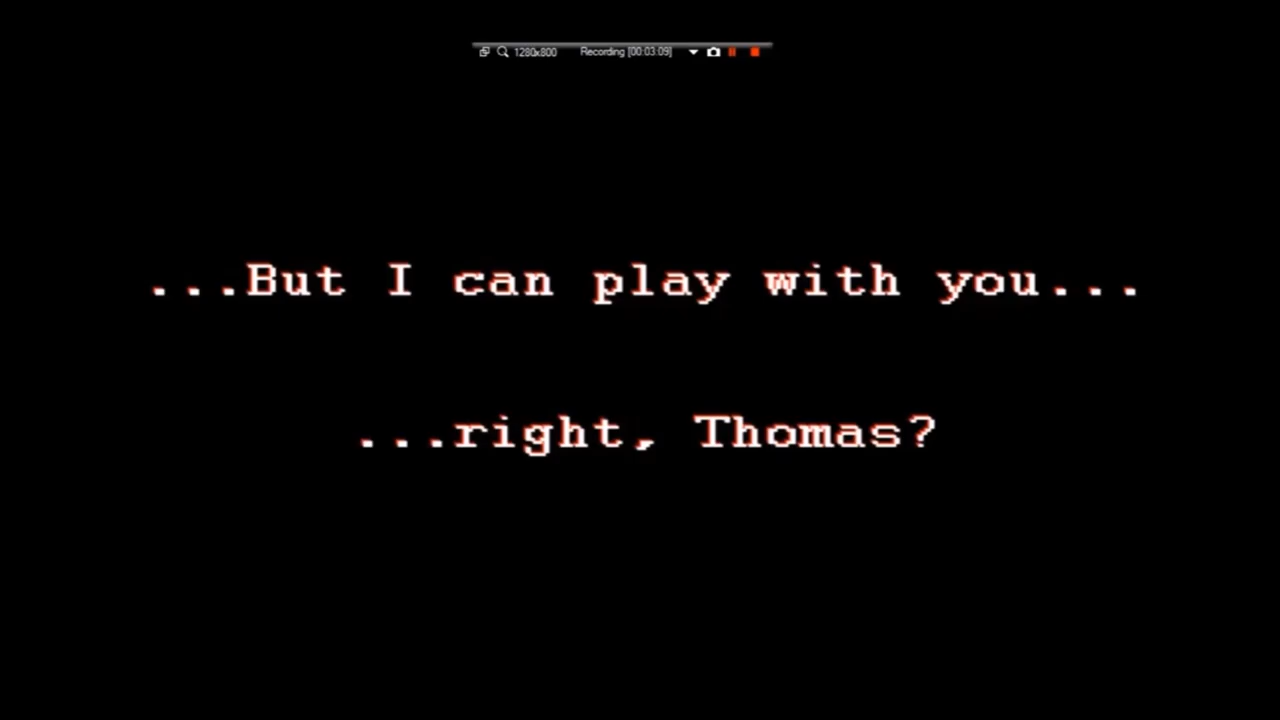 1280x800 Recording [00:03:09]
...But I can play with you...
...right, Thomas?